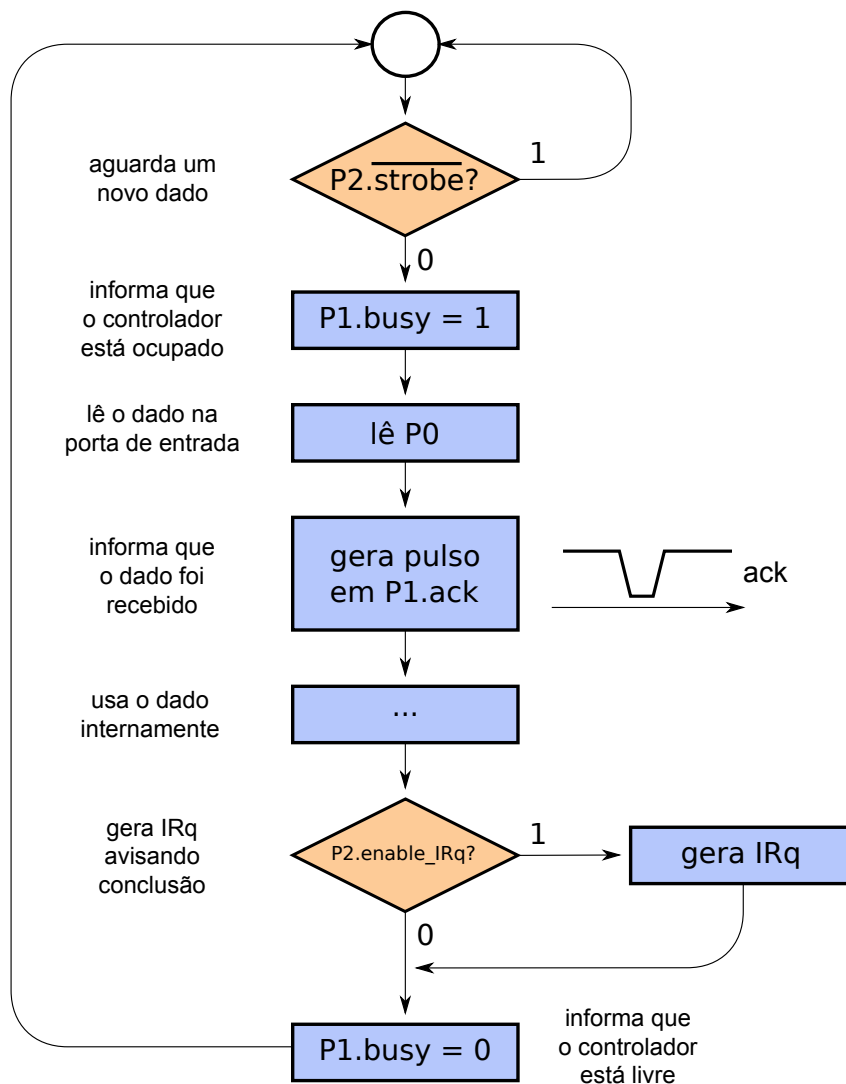 aguarda um
novo dado
P2.strobe?
1
0
informa que
o controlador
está ocupado
P1.busy = 1
lê o dado na
porta de entrada
lê P0
informa que
o dado foi
recebido
gera pulso
em P1.ack
ack
usa o dado
internamente
...
gera IRq
avisando
conclusão
P2.enable_IRq?
1
gera IRq
0
P1.busy = 0
informa que
o controlador
está livre